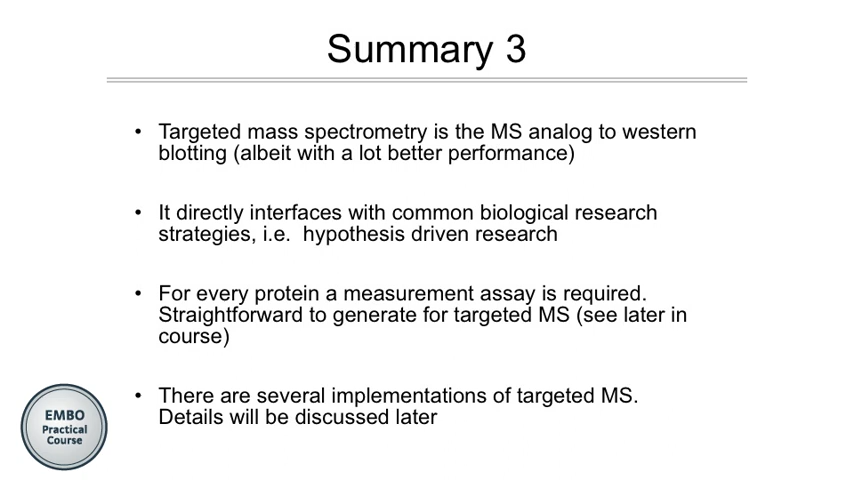 Summary 3
• Targeted mass spectrometry is the MS analog to western
blotting (albeit with a lot better performance)
• It directly interfaces with common biological research
strategies, i.e.  hypothesis driven research
• For every protein a measurement assay is required.
Straightforward to generate for targeted MS (see later in
course)
• There are several implementations of targeted MS.
Details will be discussed later
EMBO
Practical
Course